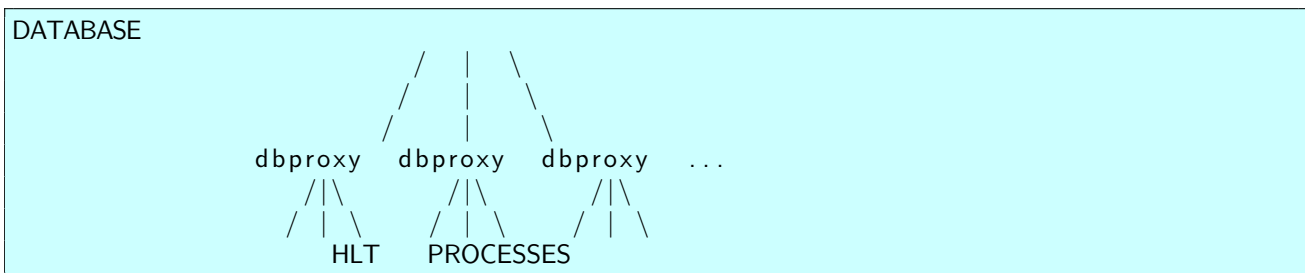 DATABASE
/ | \
/ | \
/ | \
dbproxy dbproxy dbproxy ...
/|\ /|\ /|\
/ | \ / | \ / | \
HLT PROCESSES